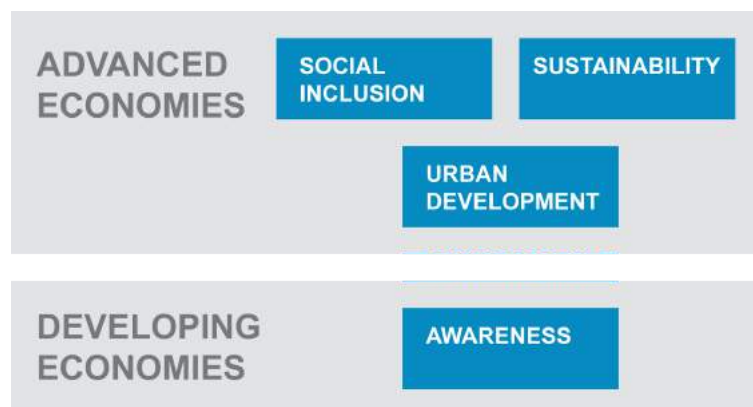 ADVANCED
ECONOMIES
SOCIAL
INCLUSION
SUSTAINABILITY
URBAN
DEVELOPMENT
DEVELOPING
ECONOMIES
AWARENESS